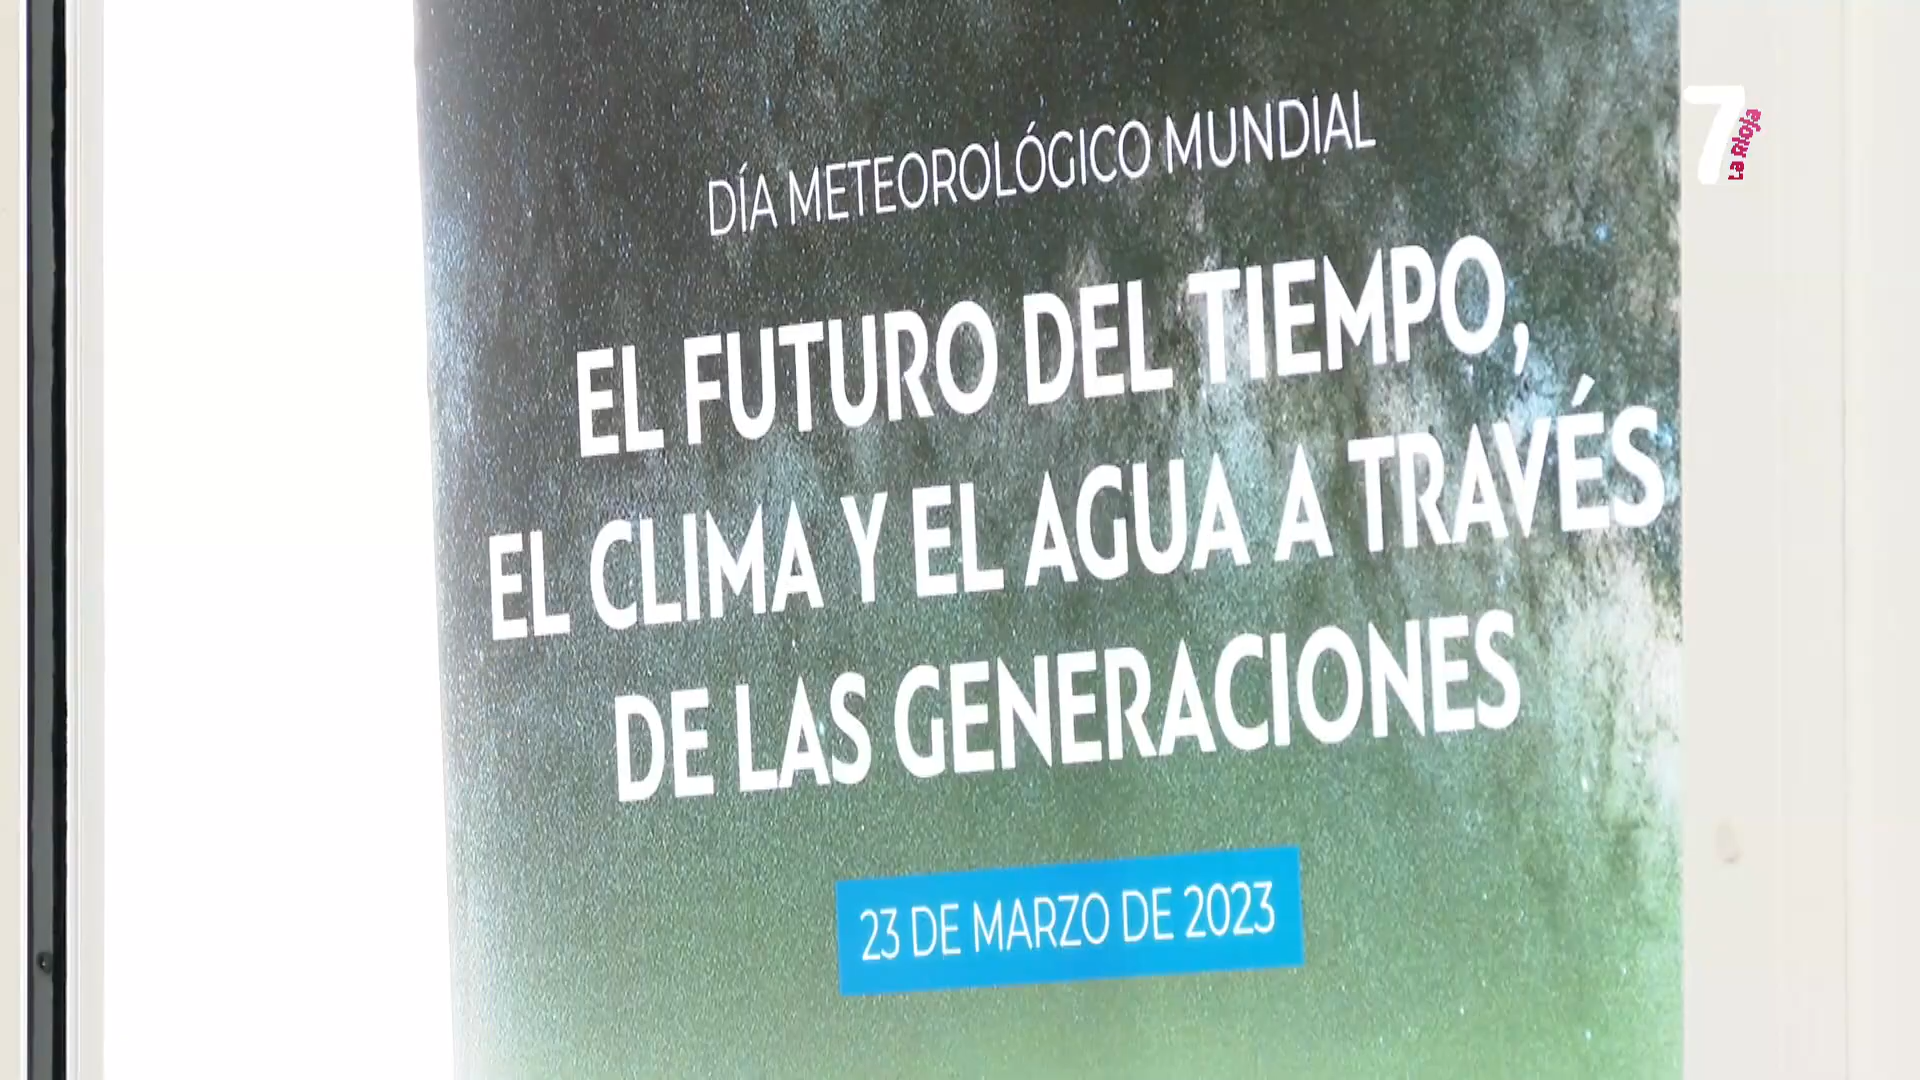 DÍA METEOROLÓGICO MUNDIAL
EL FUTURO DEL TIEMPO,
EL CLIMA Y EL AGUA A TRAVÉS
DE LAS GENERACIONES
23 DE MARZO DE 2023
7
La Rioja